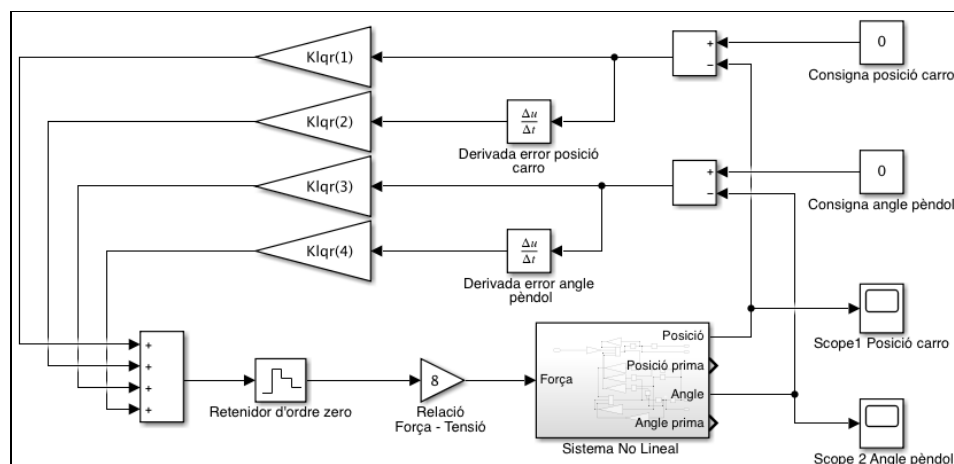 Klqr(1)
+
−
0
Consigna posició carro
Klqr(2)
Δu
Δt
Derivada error posició
carro
Klqr(3)
+
−
0
Consigna angle pèndol
Klqr(4)
Δu
Δt
Derivada error angle
pèndol
Scope1 Posició carro
+
+
+
+
Retenidor d'ordre zero
8
Relació
Força - Tensió
Força
Posició
Posició prima
Angle
Angle prima
Sistema No Lineal
Scope 2 Angle pèndol